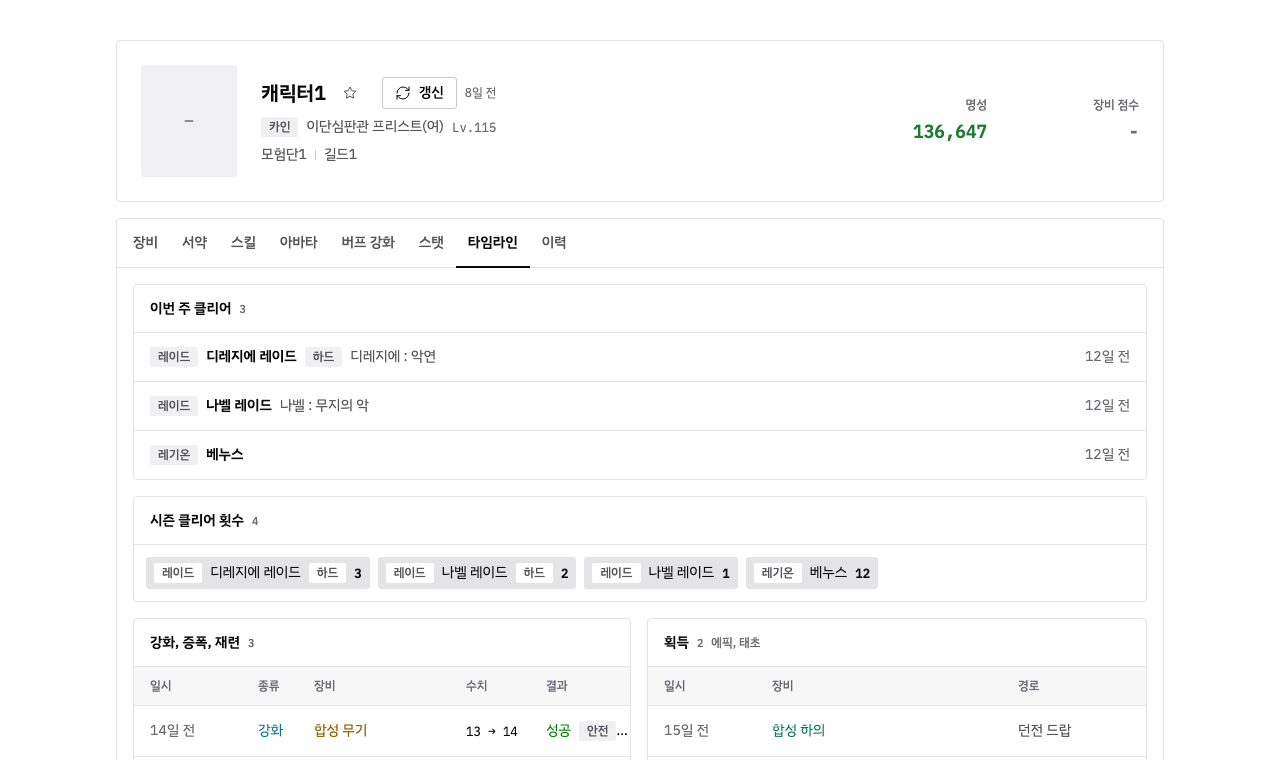 캐릭터1 갱신 8일 전
카인 이단심판관 프리스트(여) Lv.115
모험단1 길드1
명성 장비 점수
136,647 -
장비 서약 스킬 아바타 버프 강화 스탯 타임라인 이력
이번 주 클리어 3
레이드 디레지에 레이드 하드 디레지에 : 악연 12일 전
레이드 나벨 레이드 나벨 : 무지의 악 12일 전
레기온 베누스 12일 전
시즌 클리어 횟수 4
레이드 디레지에 레이드 하드 3 레이드 나벨 레이드 하드 2 레이드 나벨 레이드 1 레기온 베누스 12
강화, 증폭, 재련 3
일시 종류 장비 수치 결과
14일 전 강화 합성 무기 13 → 14 성공 안전 ...
획득 2 에픽, 태초
일시 장비 경로
15일 전 합성 하의 던전 드랍